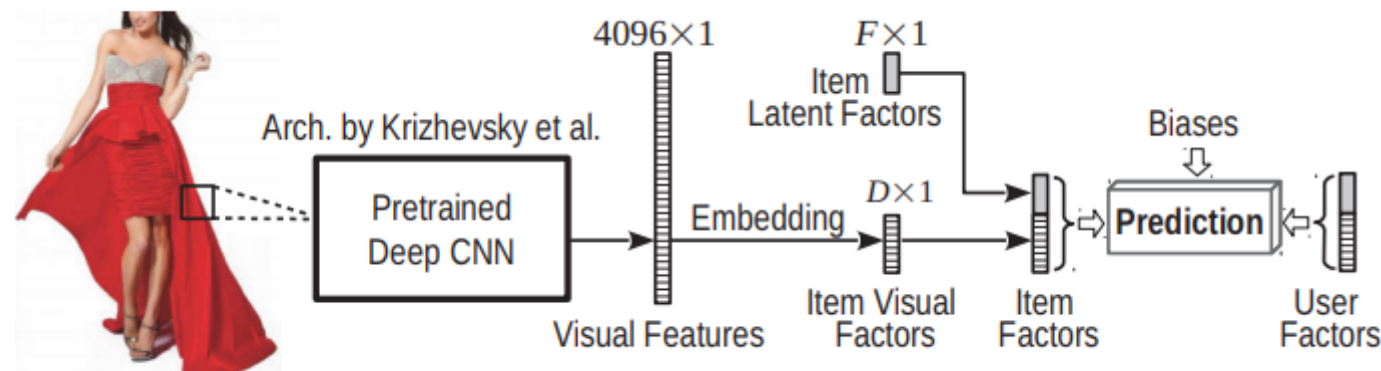 4096×1
F×1
Item
Latent Factors
Arch. by Krizhevsky et al.
Biases
Pretrained
Deep CNN
Embedding
D×1
Prediction
Visual Features
Item Visual
Factors
Item
Factors
User
Factors